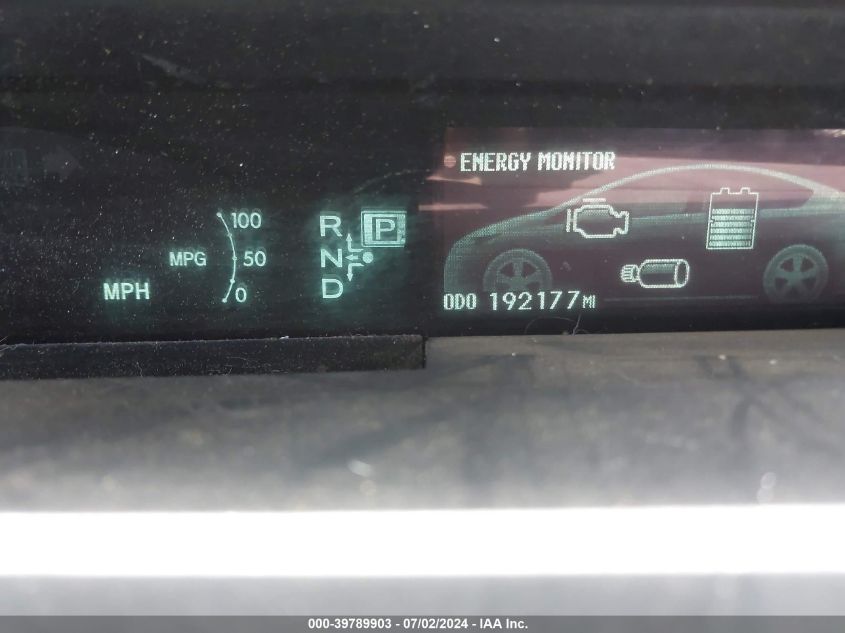 ENERGY MONITOR
100
MPG 50
MPH 0
R P
N
D
ODO 192177 MI
000-39789903 - 07/02/2024 - IAA Inc.